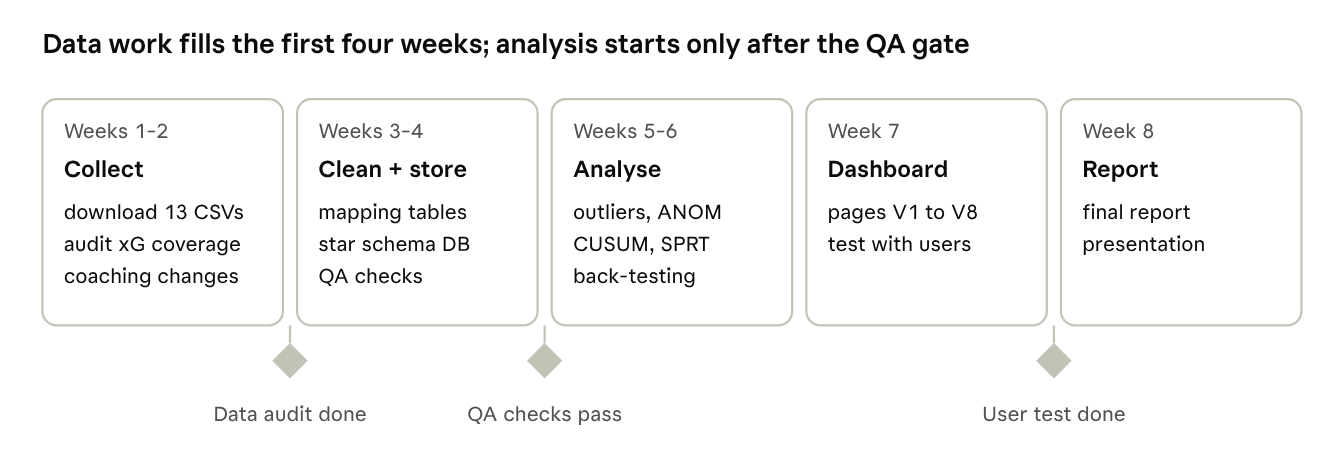 Data work fills the first four weeks; analysis starts only after the QA gate
Weeks 1–2
Collect
download 13 CSVs
audit xG coverage
coaching changes
Weeks 3–4
Clean + store
mapping tables
star schema DB
QA checks
Weeks 5–6
Analyse
outliers, ANOM
CUSUM, SPRT
back-testing
Week 7
Dashboard
pages V1 to V8
test with users
Week 8
Report
final report
presentation
Data audit done
QA checks pass
User test done